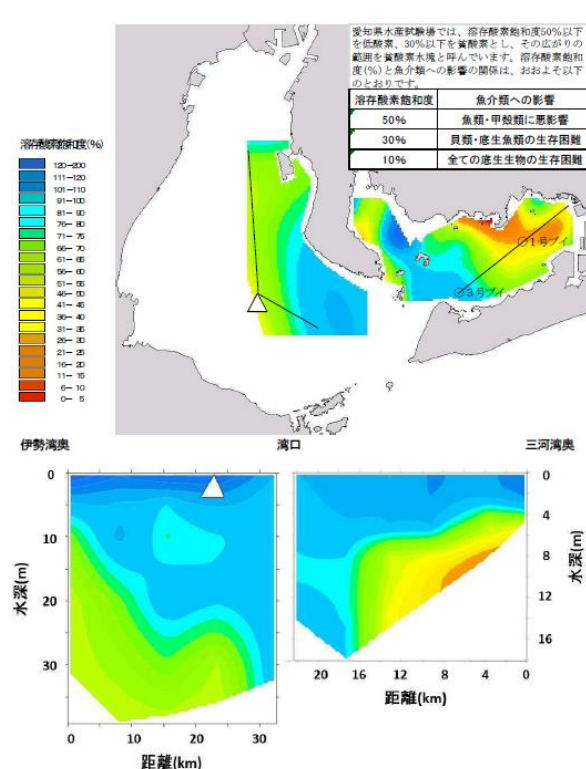 愛知県水産試験場では、溶存酸素飽和度50%以下
を低酸素、30%以下を貧酸素とし、その広がりの
範囲を貧酸素水塊と呼んでいます。溶存酸素飽和
度(%)と魚介類への影響の関係は、おおよそ以下
のとおりです。
溶存酸素飽和度 魚介類への影響
50% 魚類・甲殻類に悪影響
30% 貝類・底生魚類の生存困難
10% 全ての底生生物の生存困難
溶存酸素飽和度(%)
120-200
111-120
101-110
91-100
81-90
76-80
71-75
66-70
61-65
56-60
51-55
46-50
41-45
36-40
31-35
26-30
21-25
16-20
11-15
6-10
0-5
1号ブイ
3号ブイ
伊勢湾奥 湾口 三河湾奥
0
10
20
30
水深(m)
0 10 20 30
距離(km)
0
4
8
12
16
水深(m)
20 16 12 8 4 0
距離(km)